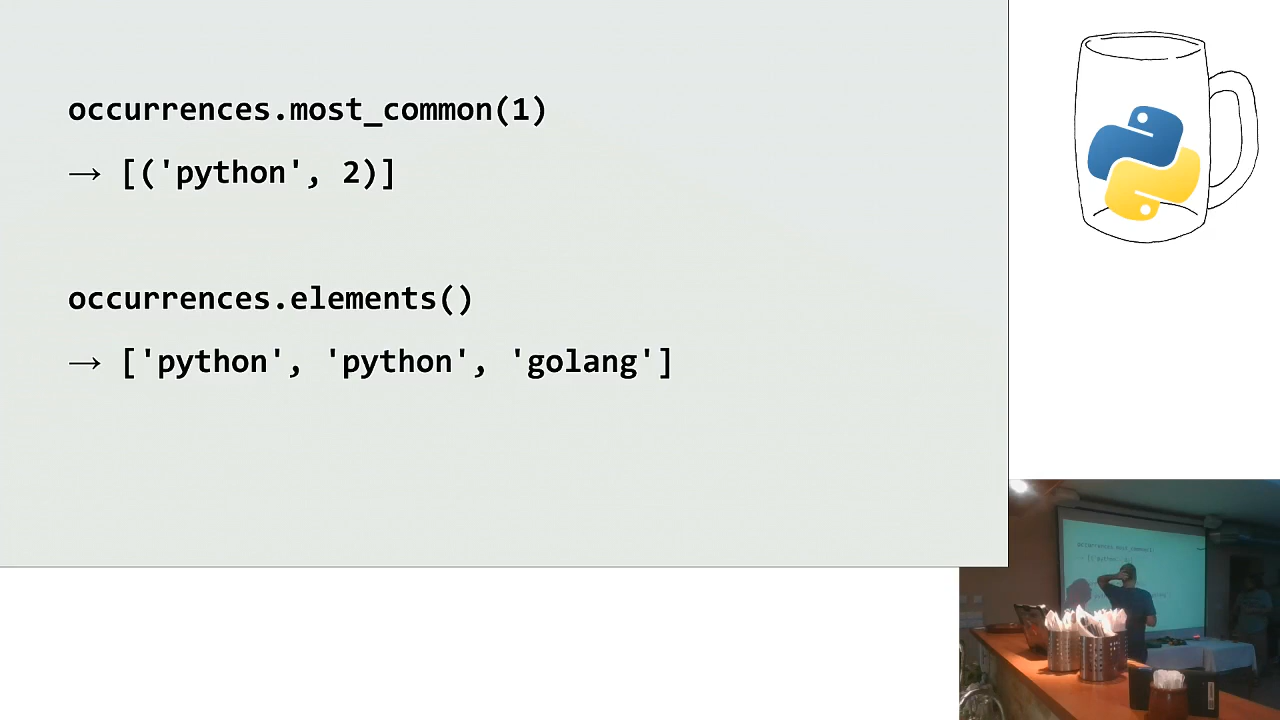 occurrences.most_common(1)
→ [('python', 2)]
occurrences.elements()
→ ['python', 'python', 'golang']